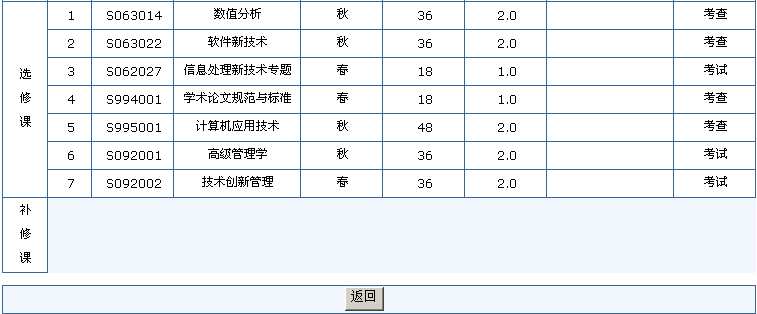 选修课
1 S063014 数值分析 秋 36 2.0 考查
2 S063022 软件新技术 秋 36 2.0 考查
3 S062027 信息处理新技术专题 春 18 1.0 考试
4 S994001 学术论文规范与标准 春 18 1.0 考查
5 S995001 计算机应用技术 秋 48 2.0 考查
6 S092001 高级管理学 秋 36 2.0 考试
7 S092002 技术创新管理 春 36 2.0 考试
补修课
返回